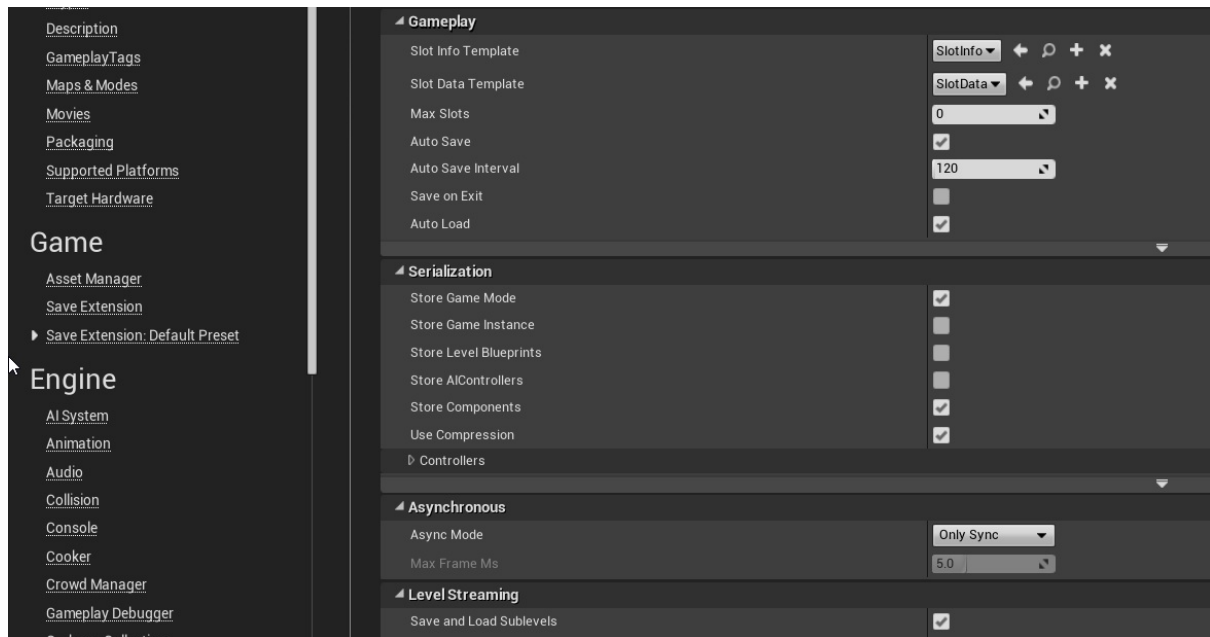 Description
GameplayTags
Maps & Modes
Movies
Packaging
Supported Platforms
Target Hardware
Game
Asset Manager
Save Extension
Save Extension: Default Preset
Engine
AI System
Animation
Audio
Collision
Console
Cooker
Crowd Manager
Gameplay Debugger
Gameplay
Slot Info Template
SlotInfo
Slot Data Template
SlotData
Max Slots
0
Auto Save
Auto Save Interval
120
Save on Exit
Auto Load
Serialization
Store Game Mode
Store Game Instance
Store Level Blueprints
Store AIControllers
Store Components
Use Compression
Controllers
Asynchronous
Async Mode
Only Sync
Max Frame Ms
5.0
Level Streaming
Save and Load Sublevels